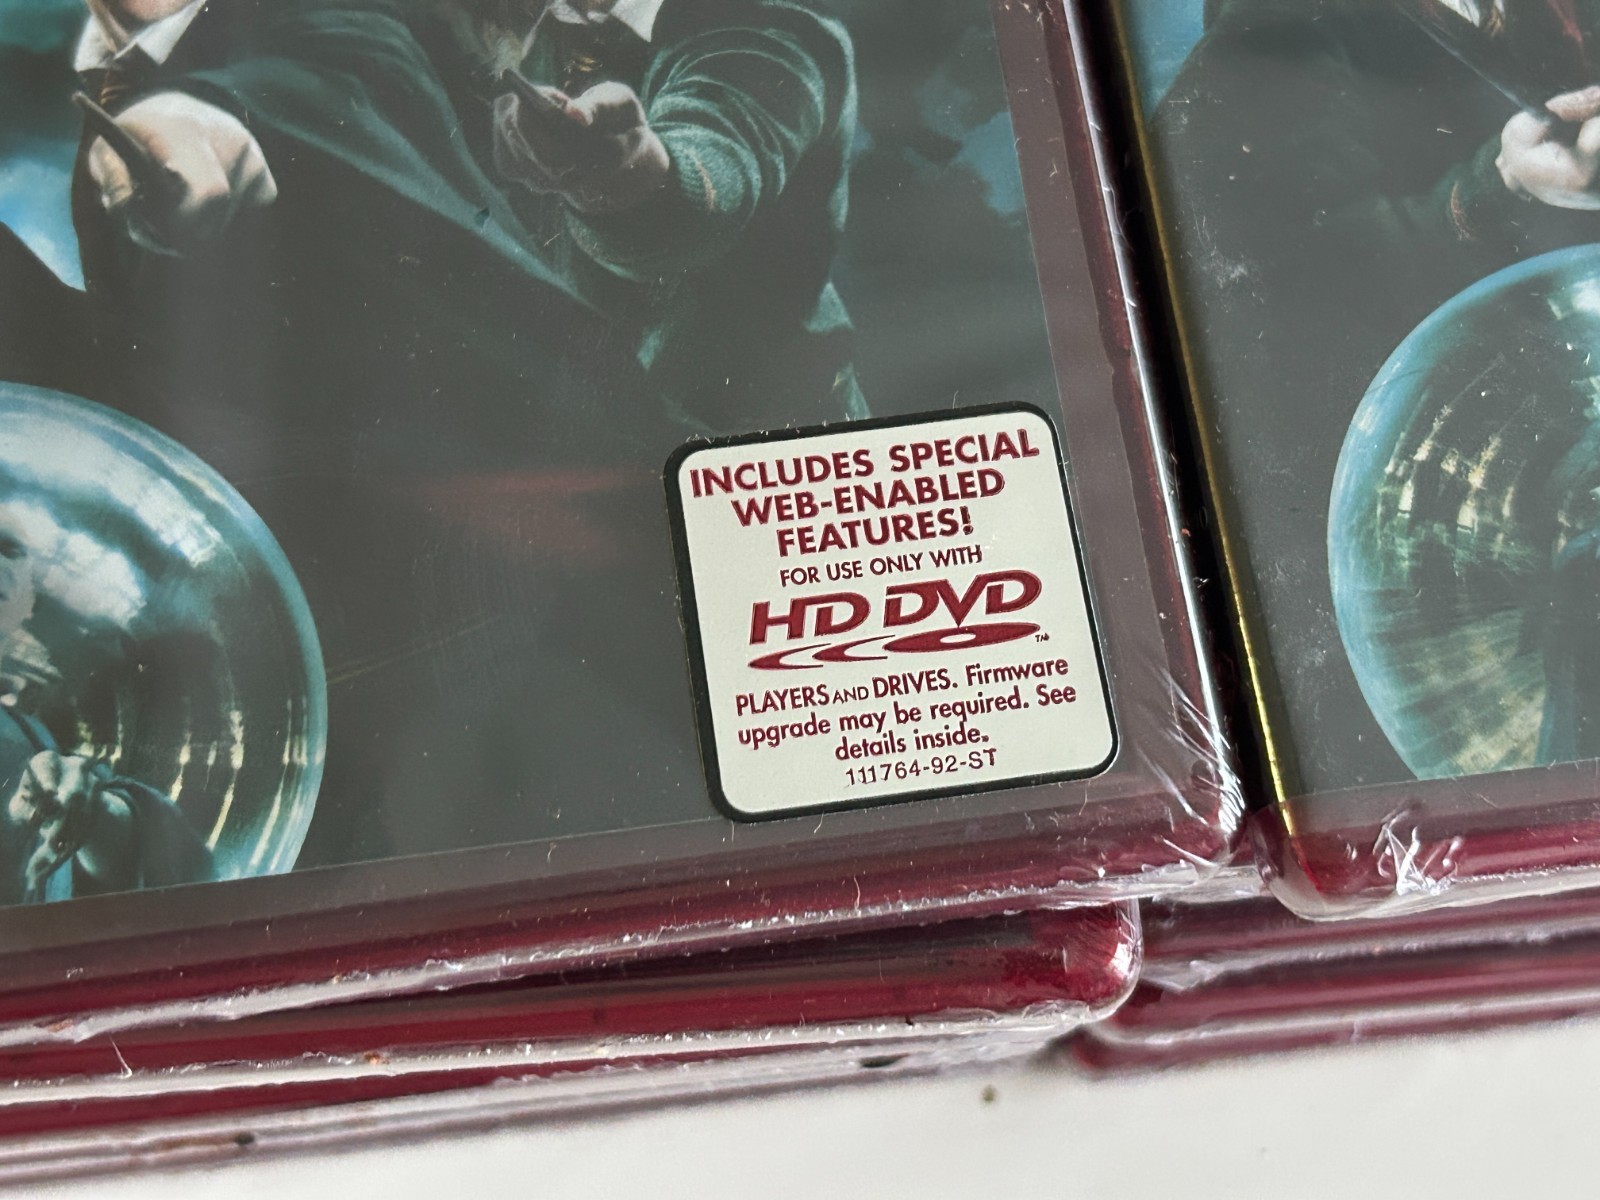 INCLUDES SPECIAL
WEB-ENABLED
FEATURES!
FOR USE ONLY WITH
HD DVD™
PLAYERS AND DRIVES. Firmware
upgrade may be required. See
details inside.
111764-92-ST